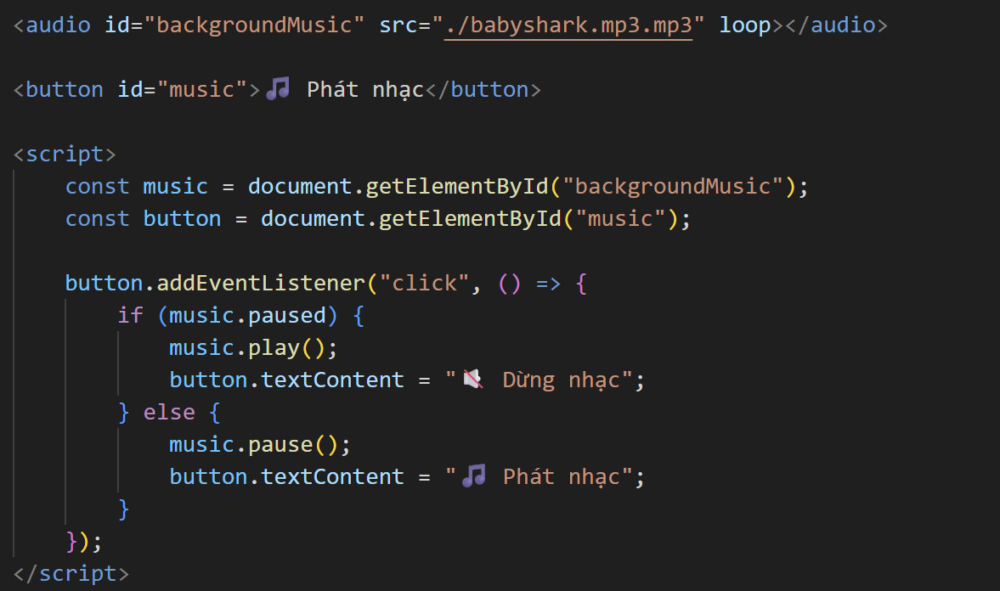 <audio id="backgroundMusic" src="./babyshark.mp3.mp3" loop></audio>
<button id="music">🎵 Phát nhạc</button>
<script>
const music = document.getElementById("backgroundMusic");
const button = document.getElementById("music");
button.addEventListener("click", () => {
if (music.paused) {
music.play();
button.textContent = "🔇 Dừng nhạc";
} else {
music.pause();
button.textContent = "🎵 Phát nhạc";
}
});
</script>